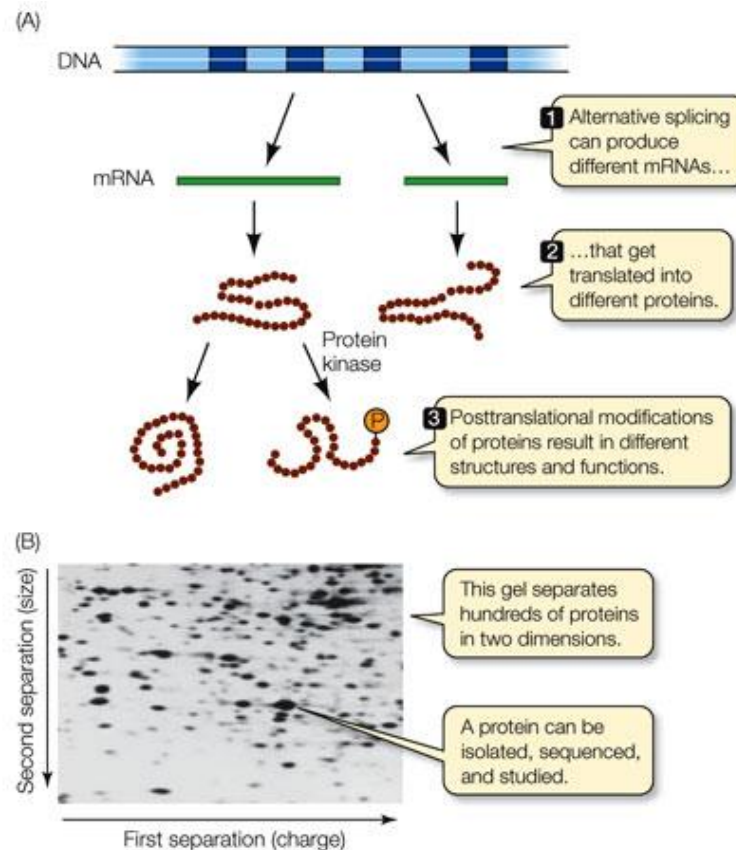 (A)
DNA
1 Alternative splicing
can produce
different mRNAs…
mRNA
2 …that get
translated into
different proteins.
Protein
kinase
P
3 Posttranslational modifications
of proteins result in different
structures and functions.
(B)
Second separation (size)
This gel separates
hundreds of proteins
in two dimensions.
A protein can be
isolated, sequenced,
and studied.
First separation (charge)